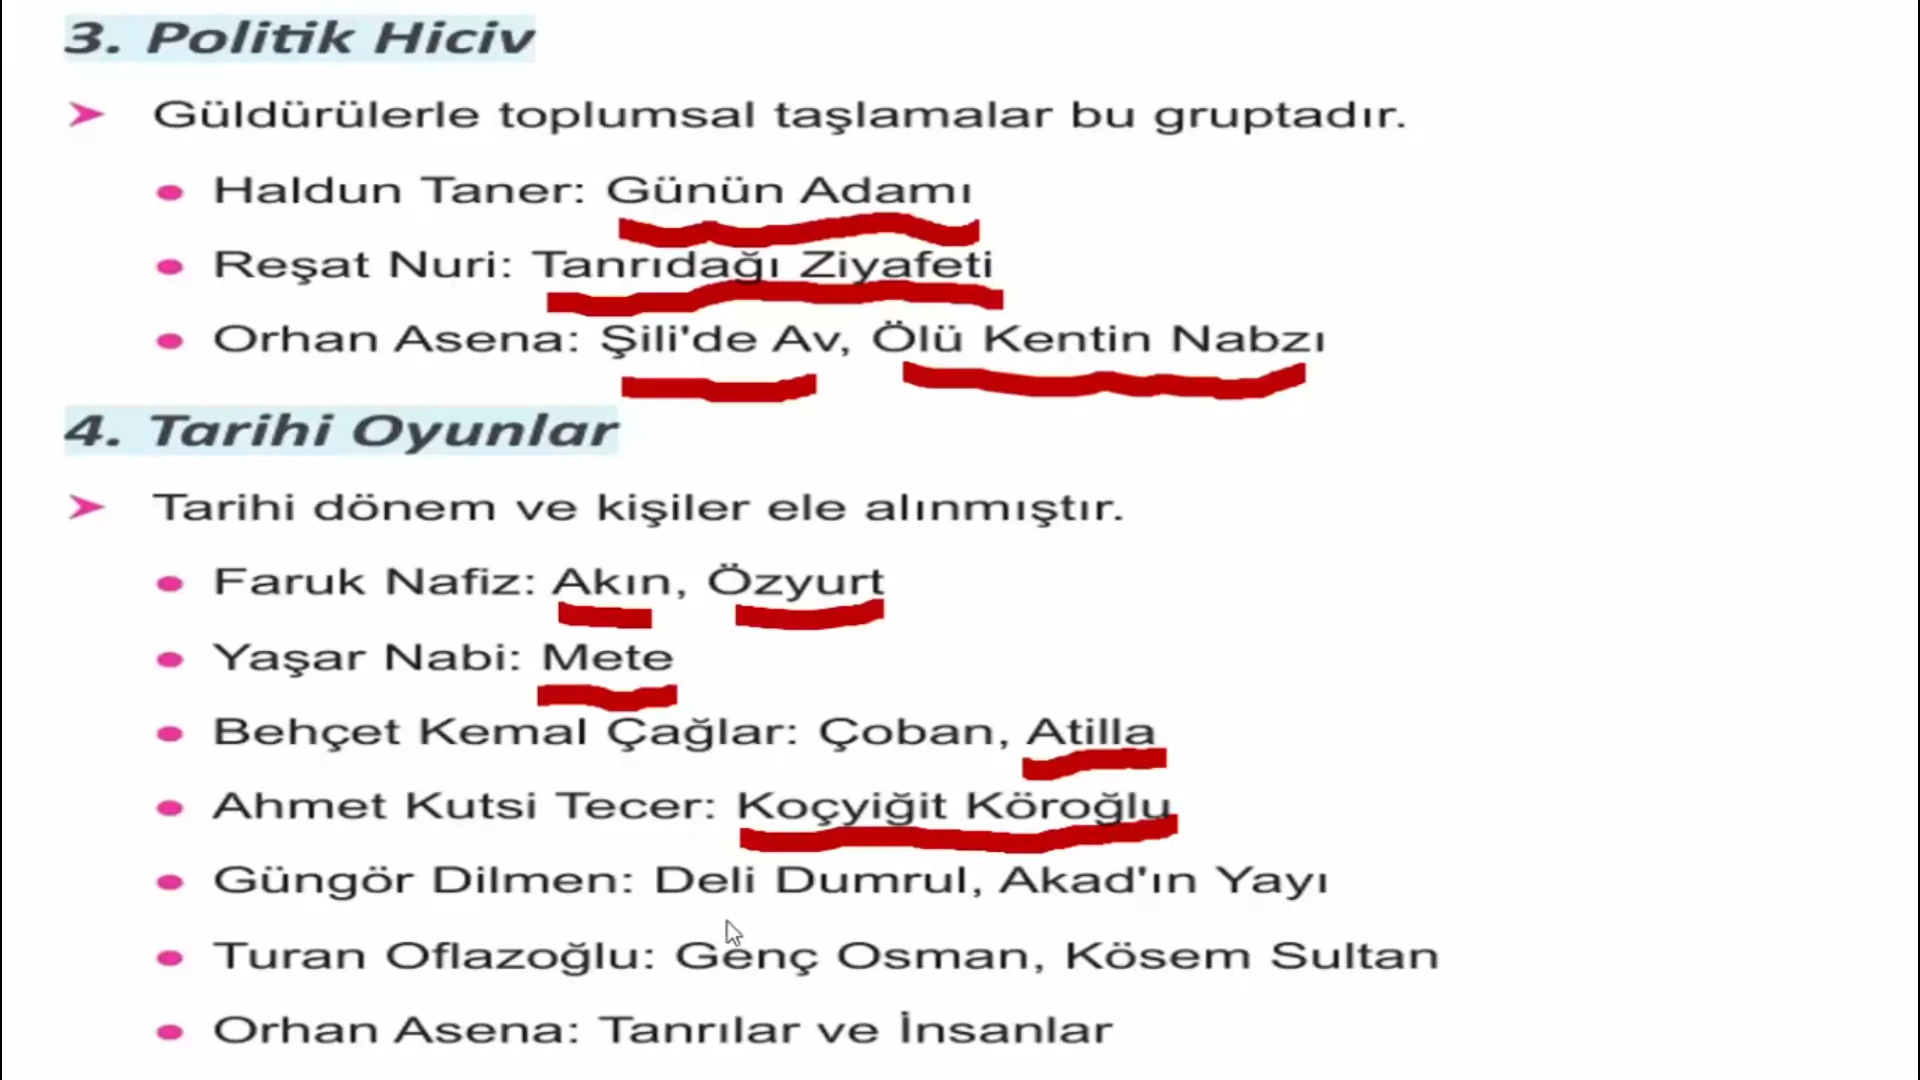 3. Politik Hiciv
➤ Güldürülerle toplumsal taşlamalar bu gruptadır.
• Haldun Taner: Günün Adamı
• Reşat Nuri: Tanrıdağı Ziyafeti
• Orhan Asena: Şili'de Av, Ölü Kentin Nabzı
4. Tarihi Oyunlar
➤ Tarihi dönem ve kişiler ele alınmıştır.
• Faruk Nafiz: Akın, Özyurt
• Yaşar Nabi: Mete
• Behçet Kemal Çağlar: Çoban, Atilla
• Ahmet Kutsi Tecer: Koçyiğit Köroğlu
• Güngör Dilmen: Deli Dumrul, Akad'ın Yayı
• Turan Oflazoğlu: Genç Osman, Kösem Sultan
• Orhan Asena: Tanrılar ve İnsanlar